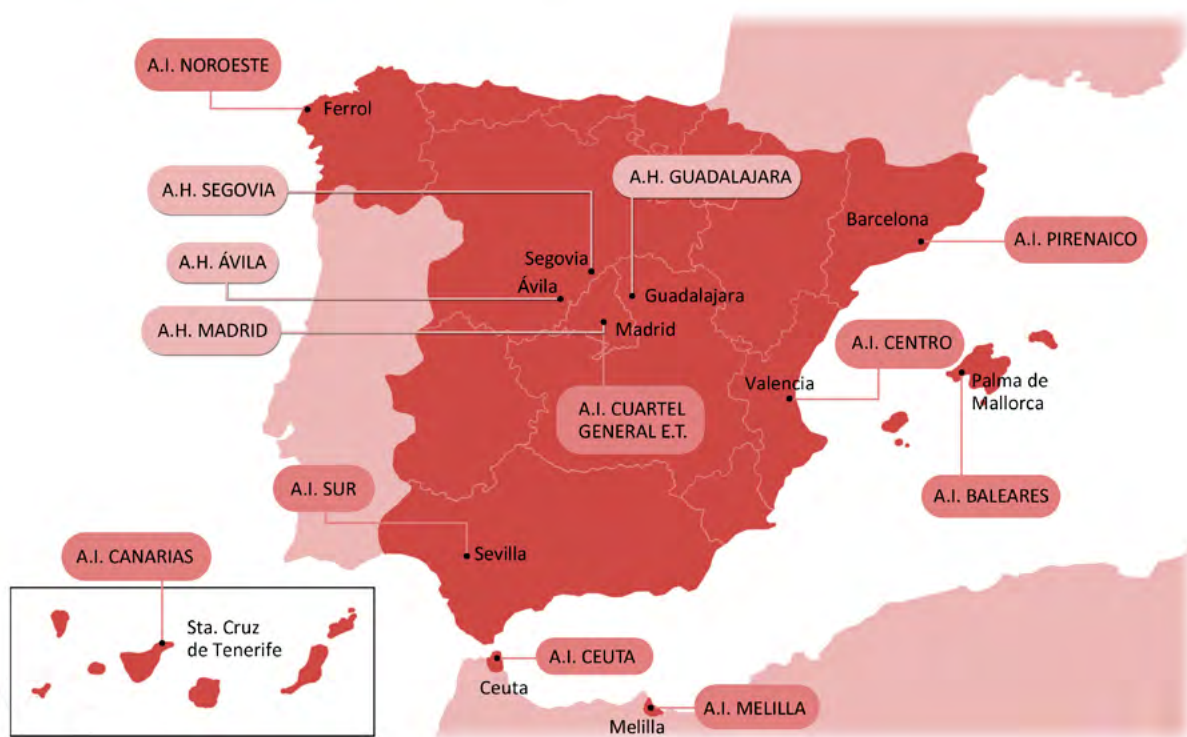 A.I. NOROESTE
Ferrol
A.H. SEGOVIA
A.H. GUADALAJARA
Barcelona
A.I. PIRENAICO
A.H. ÁVILA
Segovia
Ávila
Guadalajara
A.H. MADRID
Madrid
A.I. CENTRO
Valencia
Palma de
Mallorca
A.I. CUARTEL
GENERAL E.T.
A.I. SUR
A.I. BALEARES
Sevilla
A.I. CANARIAS
Sta. Cruz
de Tenerife
A.I. CEUTA
Ceuta
A.I. MELILLA
Melilla